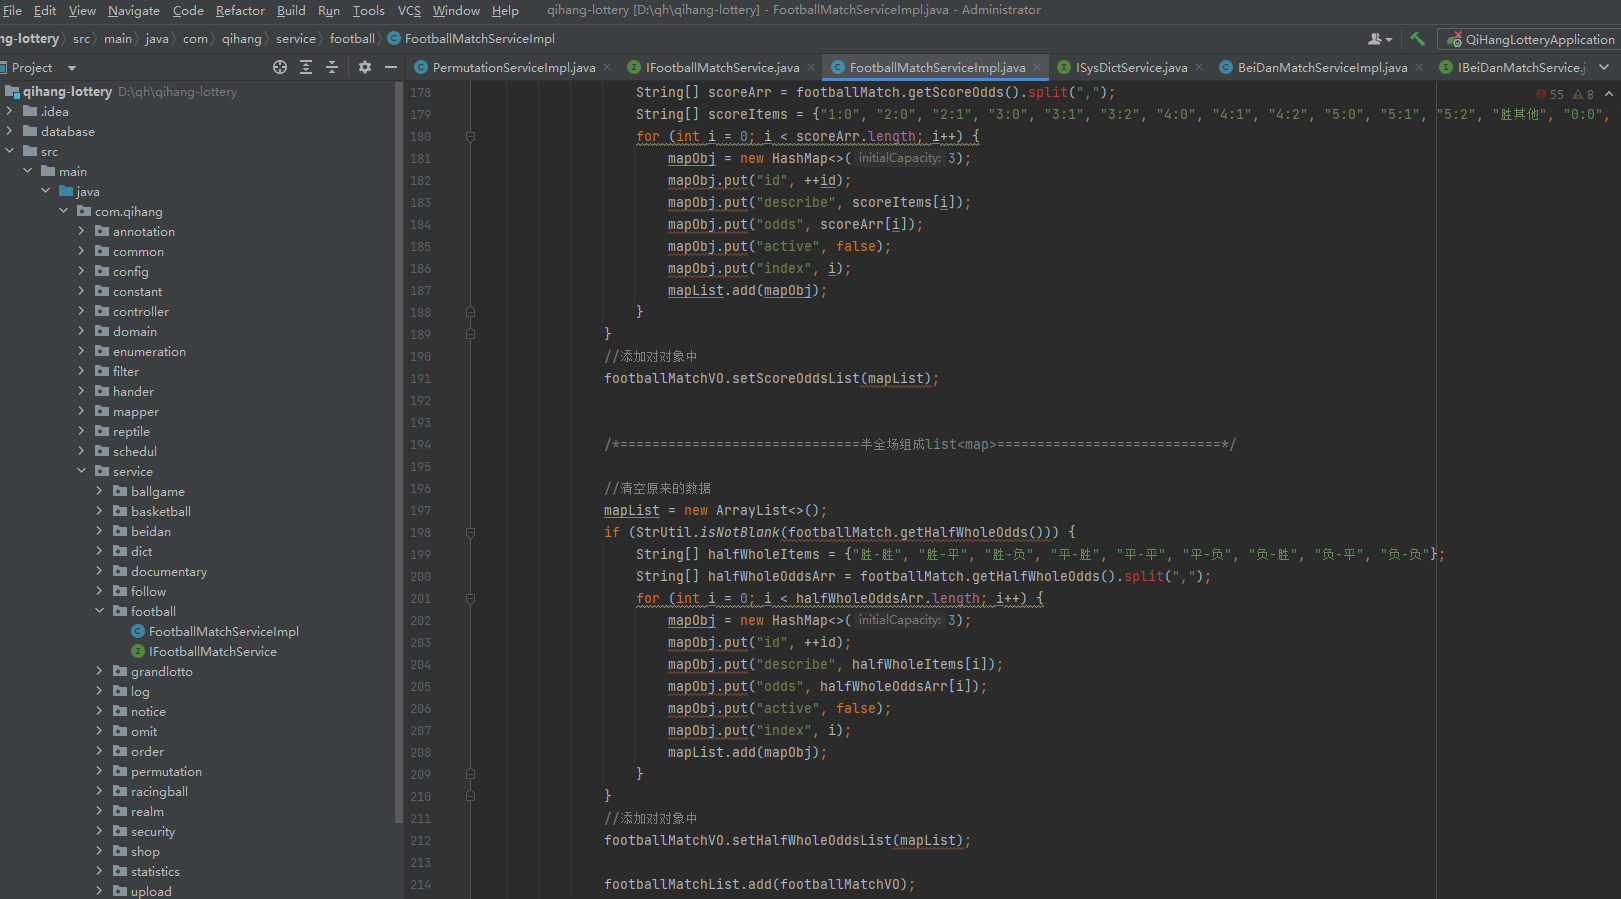 File Edit View Navigate Code Refactor Build Run Tools VCS Window Help qihang-lottery [D:\qh\qihang-lottery] - FootballMatchServiceImpl.java - Administrator
ng-lottery src main java com qihang service football FootballMatchServiceImpl QiHangLotteryApplication
Project PermutationServiceImpl.java IFootballMatchService.java FootballMatchServiceImpl.java ISysDictService.java BeiDanMatchServiceImpl.java IBeiDanMatchService.j
qihang-lottery D:\qh\qihang-lottery
.idea
database
src
main
java
com.qihang
annotation
common
config
constant
controller
domain
enumeration
filter
hander
mapper
reptile
schedul
service
ballgame
basketball
beidan
dict
documentary
follow
football
FootballMatchServiceImpl
IFootballMatchService
grandlotto
log
notice
omit
order
permutation
racingball
realm
security
shop
statistics
upload
55 8
178 String[] scoreArr = footballMatch.getScoreOdds().split(",");
179 String[] scoreItems = {"1:0", "2:0", "2:1", "3:0", "3:1", "3:2", "4:0", "4:1", "4:2", "5:0", "5:1", "5:2", "胜其他", "0:0",
180 for (int i = 0; i < scoreArr.length; i++) {
181 mapObj = new HashMap<>( initialCapacity: 3);
182 mapObj.put("id", ++id);
183 mapObj.put("describe", scoreItems[i]);
184 mapObj.put("odds", scoreArr[i]);
185 mapObj.put("active", false);
186 mapObj.put("index", i);
187 mapList.add(mapObj);
188 }
189 }
190 //添加对对象中
191 footballMatchVO.setScoreOddsList(mapList);
192
193
194 /*==============================半全场组成list<map>============================*/
195
196 //清空原来的数据
197 mapList = new ArrayList<>();
198 if (StrUtil.isNotBlank(footballMatch.getHalfWholeOdds())) {
199 String[] halfWholeItems = {"胜-胜", "胜-平", "胜-负", "平-胜", "平-平", "平-负", "负-胜", "负-平", "负-负"};
200 String[] halfWholeOddsArr = footballMatch.getHalfWholeOdds().split(",");
201 for (int i = 0; i < halfWholeOddsArr.length; i++) {
202 mapObj = new HashMap<>( initialCapacity: 3);
203 mapObj.put("id", ++id);
204 mapObj.put("describe", halfWholeItems[i]);
205 mapObj.put("odds", halfWholeOddsArr[i]);
206 mapObj.put("active", false);
207 mapObj.put("index", i);
208 mapList.add(mapObj);
209 }
210 }
211 //添加对对象中
212 footballMatchVO.setHalfWholeOddsList(mapList);
213
214 footballMatchList.add(footballMatchVO);